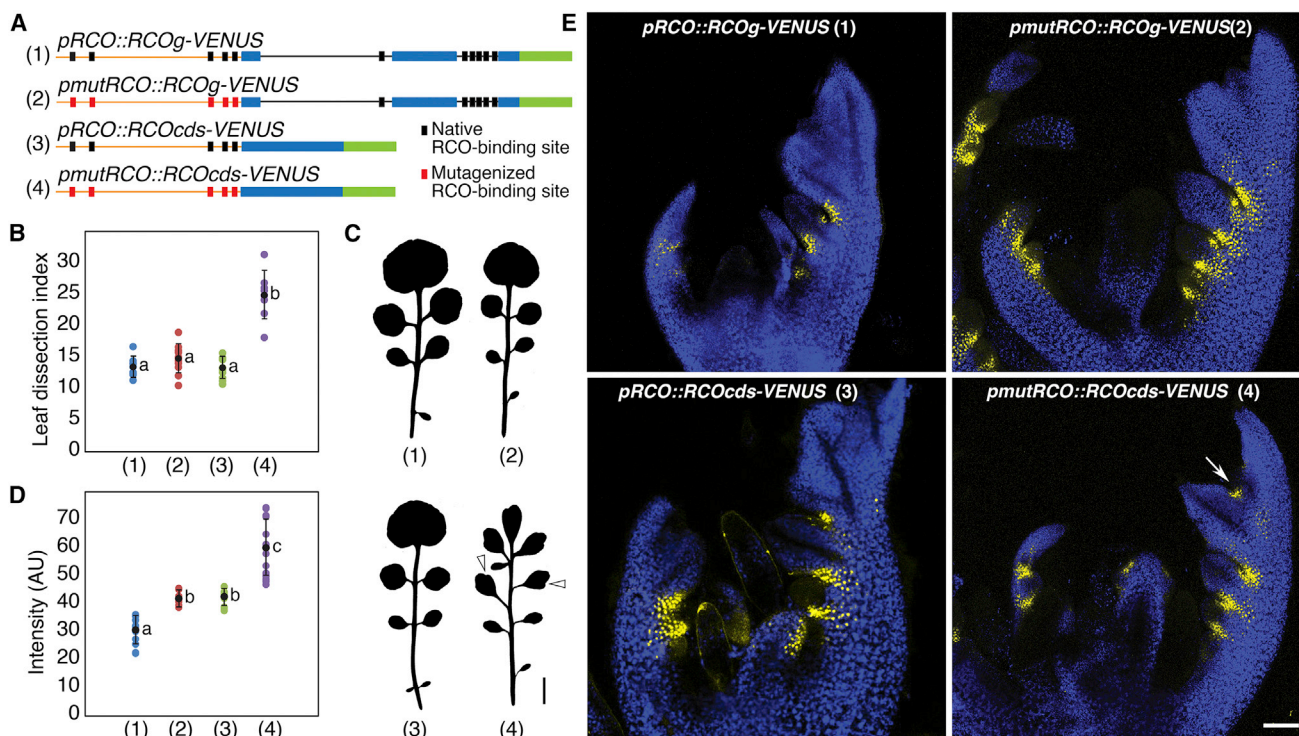 A
(1) pRCO::RCOg-VENUS
(2) pmutRCO::RCOg-VENUS
(3) pRCO::RCOcds-VENUS
(4) pmutRCO::RCOcds-VENUS
Native
RCO-binding site
Mutagenized
RCO-binding site
B
Leaf dissection index
30
25
20
15
10
5
0
a
a
a
b
(1) (2) (3) (4)
C
(1) (2)
(3) (4)
D
Intensity (AU)
70
60
50
40
30
20
10
0
a
b
b
c
(1) (2) (3) (4)
E
pRCO::RCOg-VENUS (1)
pmutRCO::RCOg-VENUS(2)
pRCO::RCOcds-VENUS (3)
pmutRCO::RCOcds-VENUS (4)